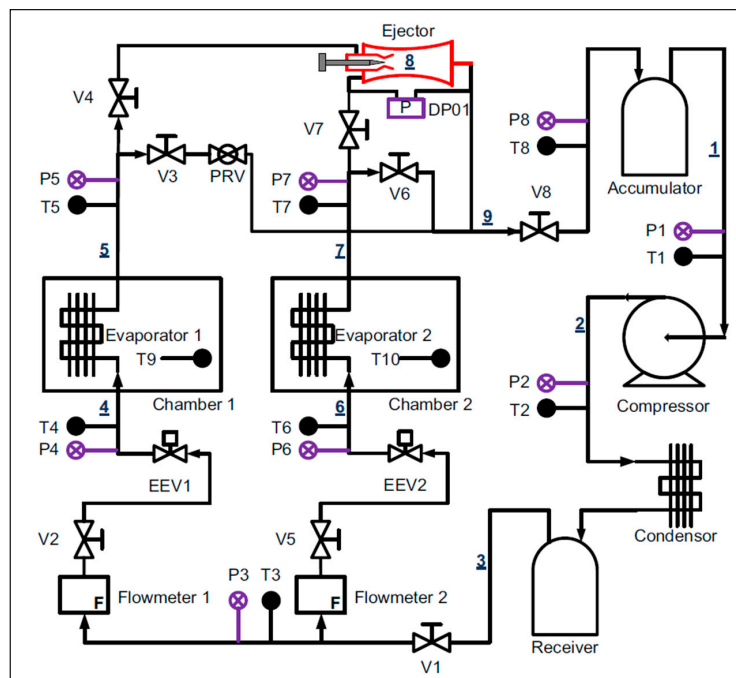 Ejector
8
V4
P
DP01
V7
P8
T8
1
Accumulator
V3
PRV
P5
T5
P7
T7
V6
9
V8
P1
T1
5
7
2
Evaporator 1
T9
Evaporator 2
T10
P2
T2
Compressor
4
Chamber 1
6
Chamber 2
T4
P4
T6
P6
EEV1
EEV2
Condensor
V2
V5
3
P3
T3
F
Flowmeter 1
F
Flowmeter 2
V1
Receiver